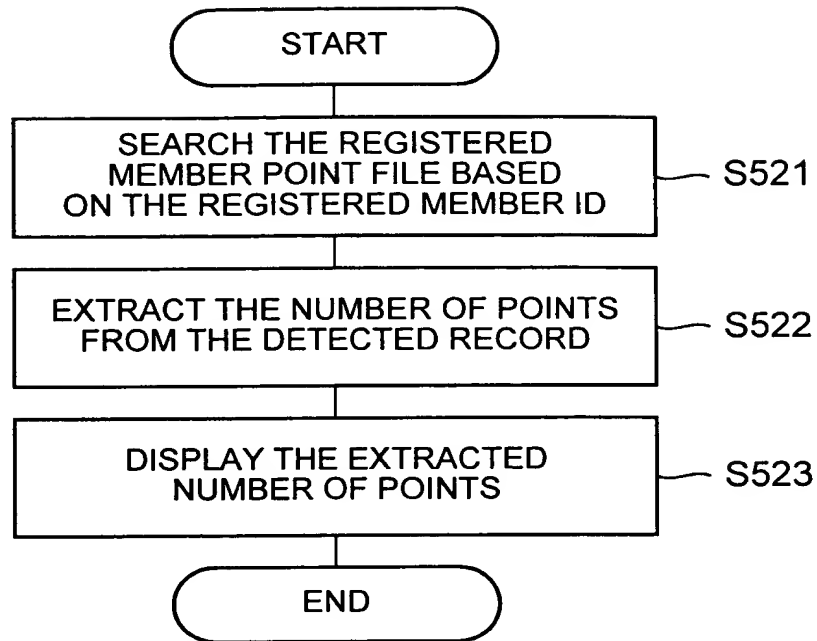 START
SEARCH THE REGISTERED
MEMBER POINT FILE BASED
ON THE REGISTERED MEMBER ID
S521
EXTRACT THE NUMBER OF POINTS
FROM THE DETECTED RECORD
S522
DISPLAY THE EXTRACTED
NUMBER OF POINTS
S523
END